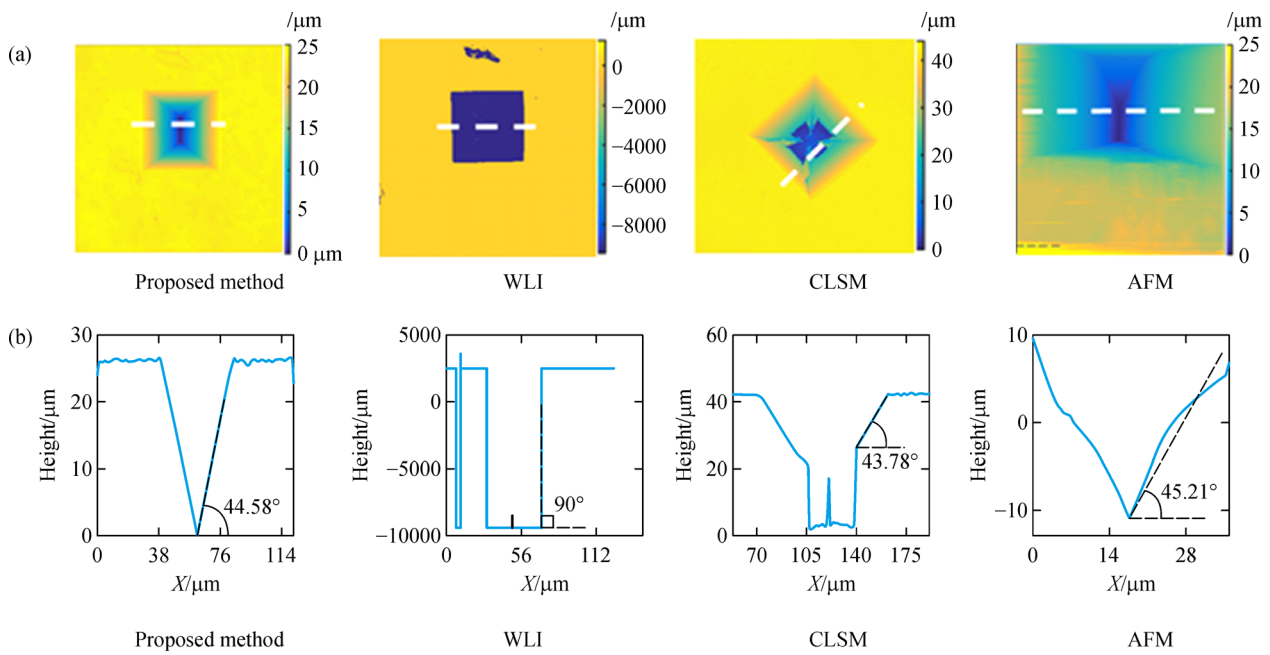 (a)
/μm
25
20
15
10
5
0 μm
Proposed method
/μm
0
−2000
−4000
−6000
−8000
WLI
/μm
40
30
20
10
0
CLSM
/μm
25
20
15
10
5
0
AFM
(b)
Height/μm
30
20
10
0
44.58°
0 38 76 114
X/μm
Proposed method
Height/μm
5000
0
−5000
−10000
90°
0 56 112
X/μm
WLI
Height/μm
60
40
20
0
43.78°
70 105 140 175
X/μm
CLSM
Height/μm
10
0
−10
45.21°
0 14 28
X/μm
AFM